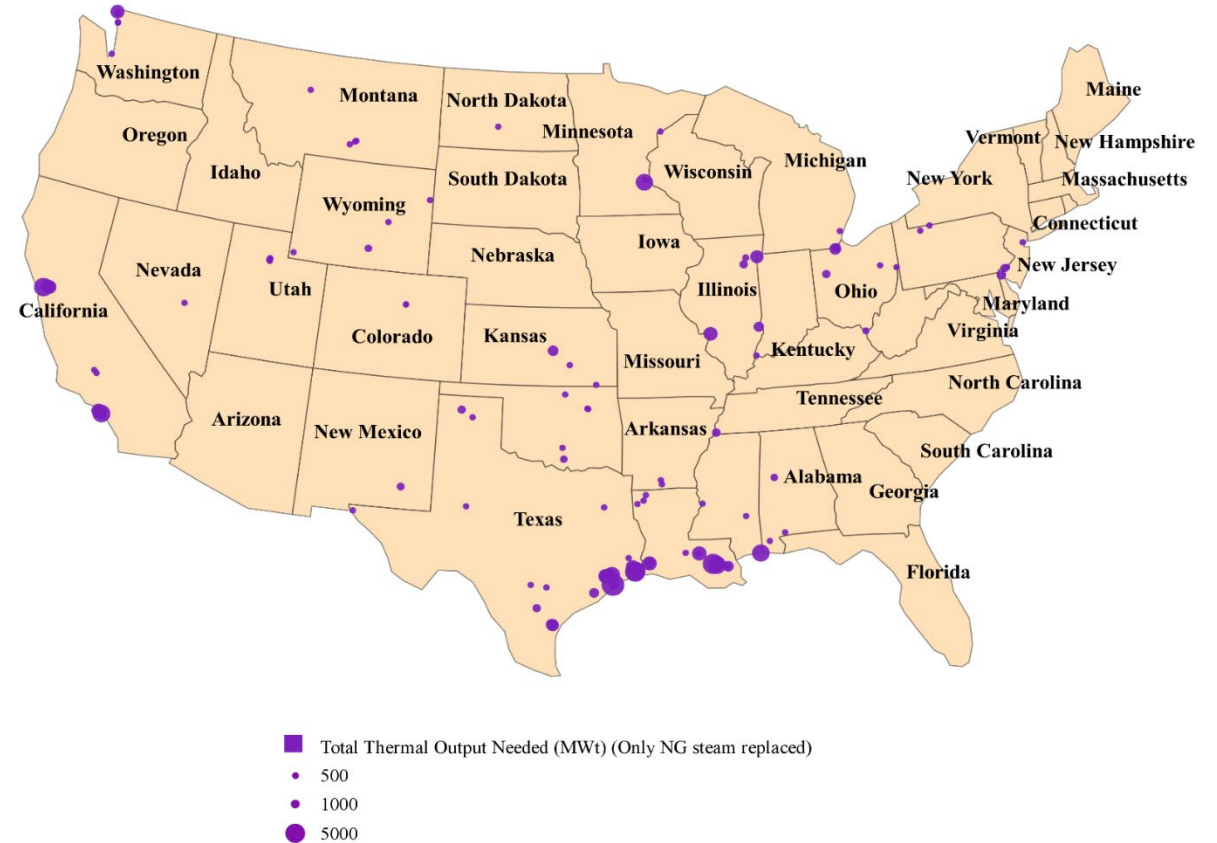 Washington
Montana
North Dakota
Minnesota
Maine
Oregon
Vermont
New Hampshire
Idaho
South Dakota
Wisconsin
Michigan
New York
Massachusetts
Wyoming
Connecticut
Nebraska
Iowa
Nevada
Utah
Illinois
Ohio
New Jersey
California
Maryland
Colorado
Kansas
Missouri
Kentucky
Virginia
North Carolina
Tennessee
Arizona
New Mexico
Arkansas
South Carolina
Alabama
Georgia
Texas
Florida
Total Thermal Output Needed (MWt) (Only NG steam replaced)
500
1000
5000